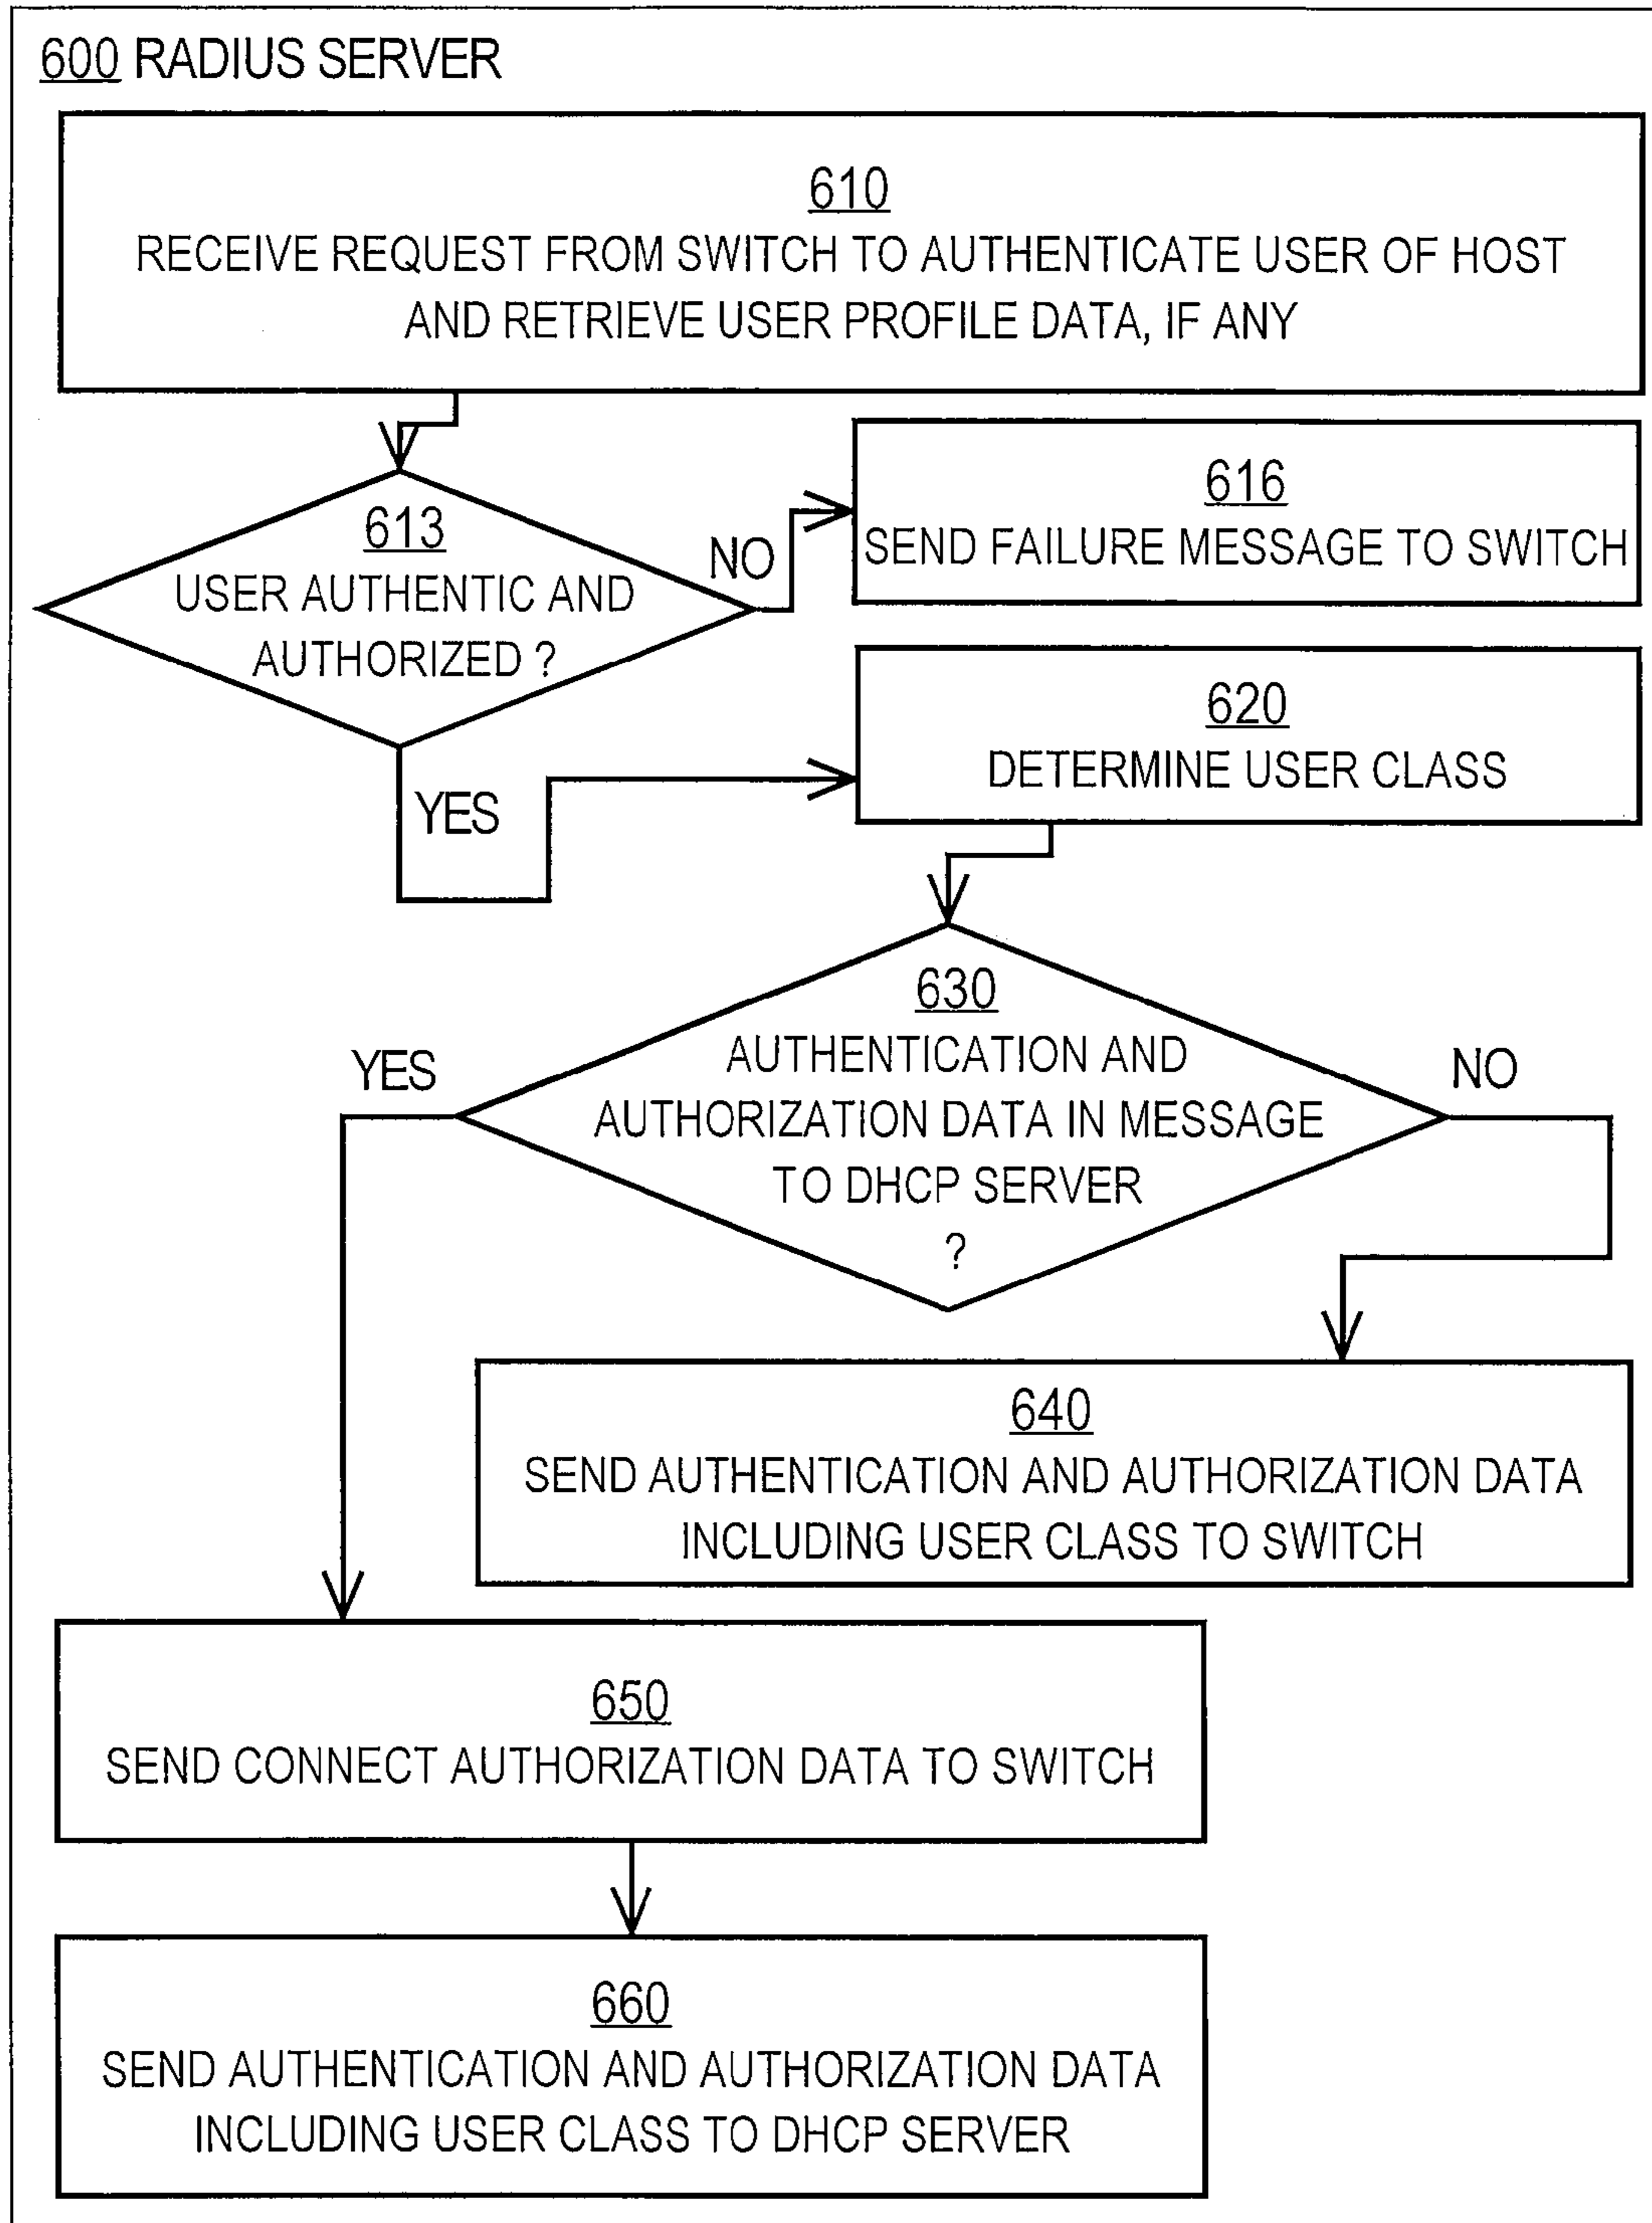 600 RADIUS SERVER
610
RECEIVE REQUEST FROM SWITCH TO AUTHENTICATE USER OF HOST
AND RETRIEVE USER PROFILE DATA, IF ANY
613
USER AUTHENTIC AND
AUTHORIZED ?
NO
616
SEND FAILURE MESSAGE TO SWITCH
YES
620
DETERMINE USER CLASS
630
AUTHENTICATION AND
AUTHORIZATION DATA IN MESSAGE
TO DHCP SERVER
?
YES
NO
640
SEND AUTHENTICATION AND AUTHORIZATION DATA
INCLUDING USER CLASS TO SWITCH
650
SEND CONNECT AUTHORIZATION DATA TO SWITCH
660
SEND AUTHENTICATION AND AUTHORIZATION DATA
INCLUDING USER CLASS TO DHCP SERVER